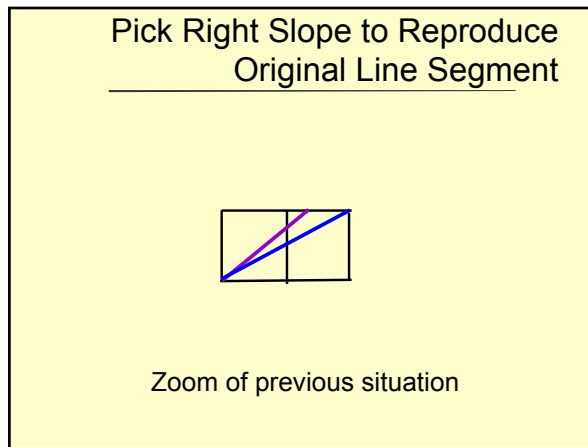 Pick Right Slope to Reproduce
Original Line Segment
Zoom of previous situation